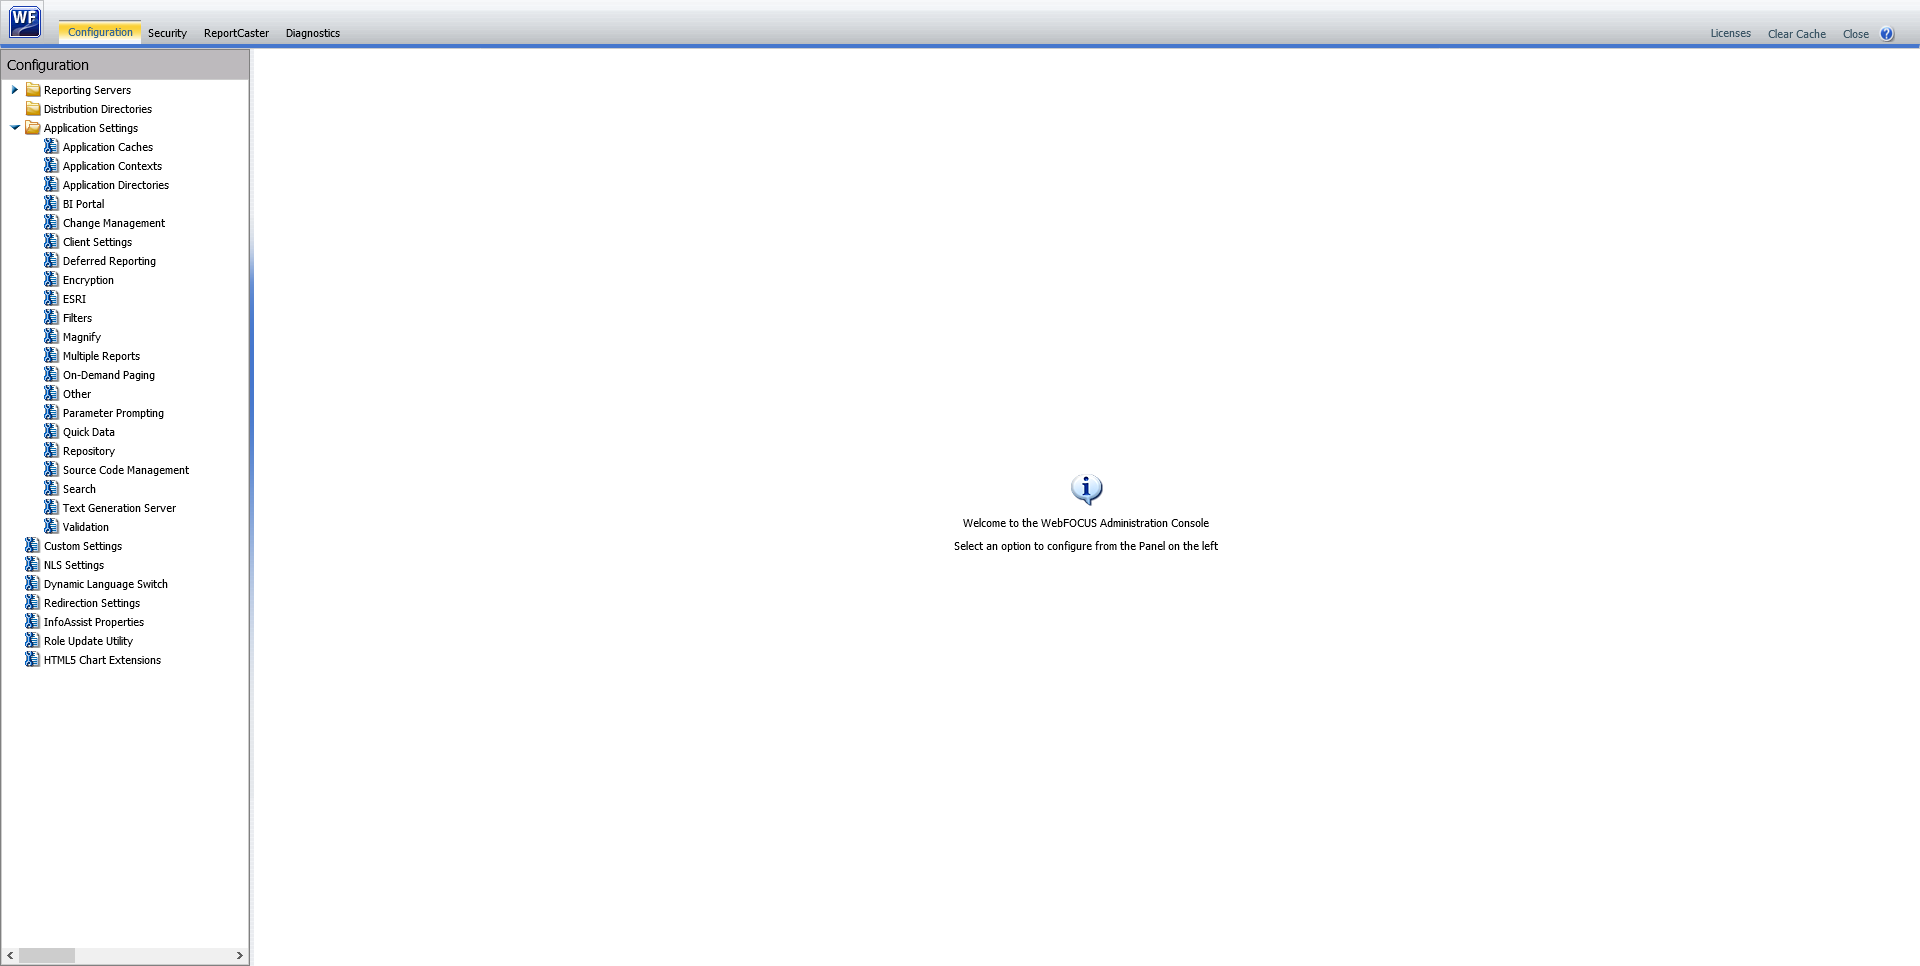 WF
Configuration
Security
ReportCaster
Diagnostics
Licenses
Clear Cache
Close
?
Configuration
Reporting Servers
Distribution Directories
Application Settings
Application Caches
Application Contexts
Application Directories
BI Portal
Change Management
Client Settings
Deferred Reporting
Encryption
ESRI
Filters
Magnify
Multiple Reports
On-Demand Paging
Other
Parameter Prompting
Quick Data
Repository
Source Code Management
Search
Text Generation Server
Validation
Custom Settings
NLS Settings
Dynamic Language Switch
Redirection Settings
InfoAssist Properties
Role Update Utility
HTML5 Chart Extensions
i
Welcome to the WebFOCUS Administration Console
Select an option to configure from the Panel on the left